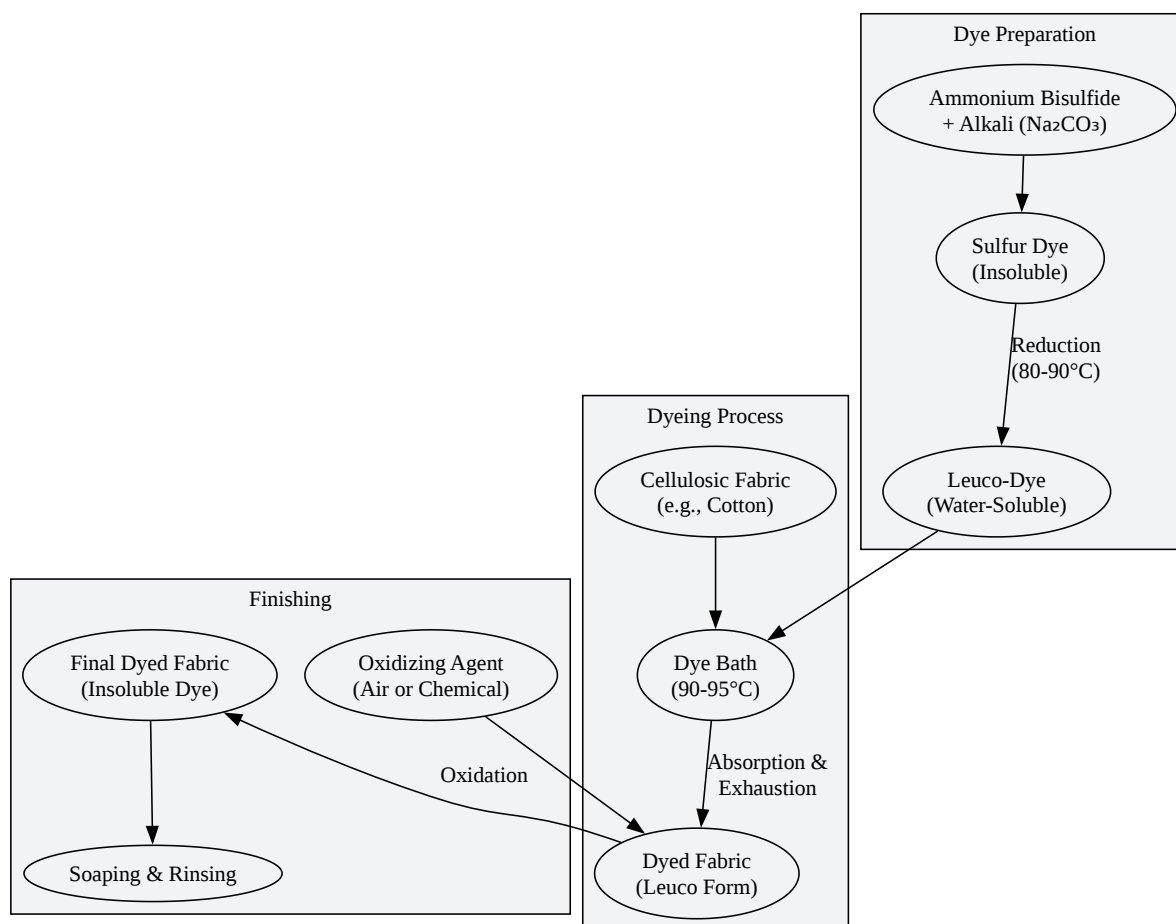 Dye Preparation
Ammonium Bisulfide
+ Alkali (Na₂CO₃)
Sulfur Dye
(Insoluble)
Reduction
(80-90°C)
Leuco-Dye
(Water-Soluble)
Dyeing Process
Cellulosic Fabric
(e.g., Cotton)
Dye Bath
(90-95°C)
Absorption &
Exhaustion
Dyed Fabric
(Leuco Form)
Finishing
Oxidizing Agent
(Air or Chemical)
Oxidation
Final Dyed Fabric
(Insoluble Dye)
Soaping & Rinsing